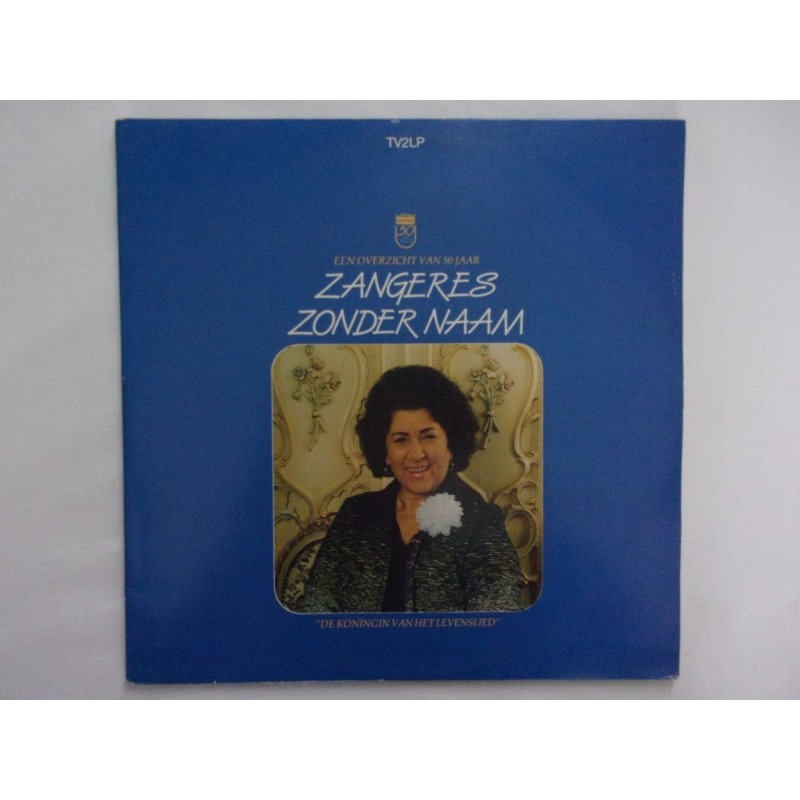 TV2LP
50
EEN OVERZICHT VAN 50 JAAR
ZANGERES
ZONDER NAAM
"DE KONINGIN VAN HET LEVENSLIED"